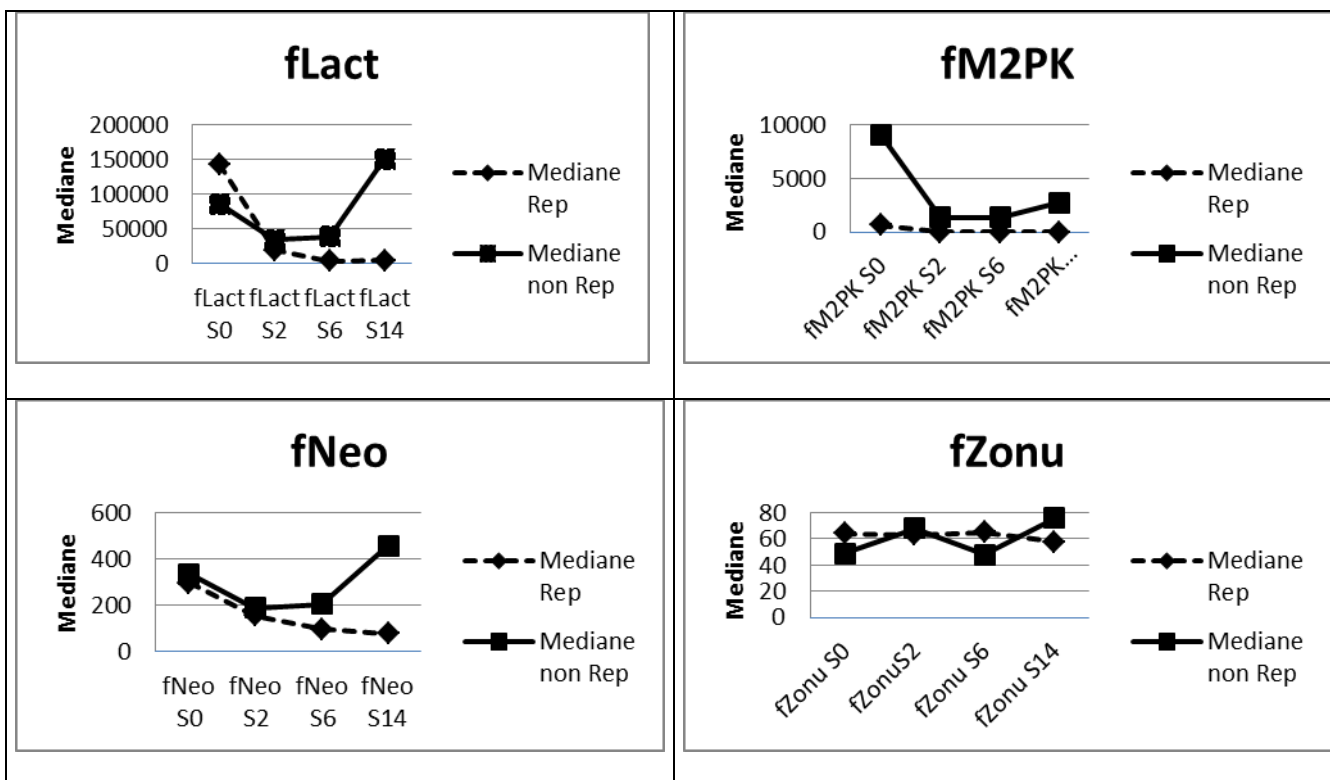 fLact
Mediane
200000
150000
100000
50000
0
fLact fLact fLact fLact
S0 S2 S6 S14
Mediane
Rep
Mediane
non Rep
fM2PK
Mediane
10000
5000
0
fM2PK S0
fM2PK S2
fM2PK S6
fM2PK...
Mediane
Rep
Mediane
non Rep
fNeo
Mediane
600
400
200
0
fNeo fNeo fNeo fNeo
S0 S2 S6 S14
Mediane
Rep
Mediane
non Rep
fZonu
Mediane
80
60
40
20
0
fZonu S0
fZonuS2
fZonu S6
fZonu S14
Mediane
Rep
Mediane
non Rep